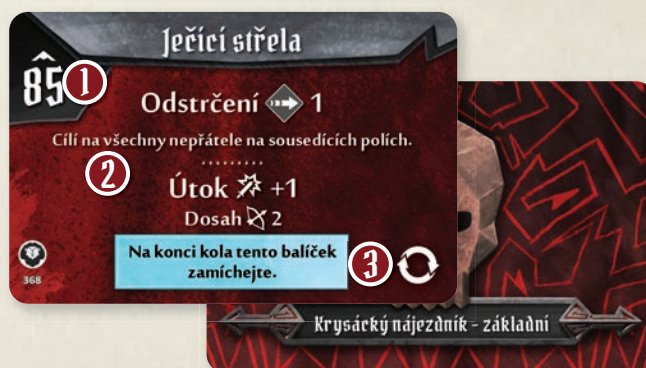 Ječící střela
85
1
Odstrčení 1
Cílí na všechny nepřátele na sousedících polích.
2
Útok +1
Dosah 2
Na konci kola tento balíček
zamíchejte.
3
368
Krysácký nájezdník – základní